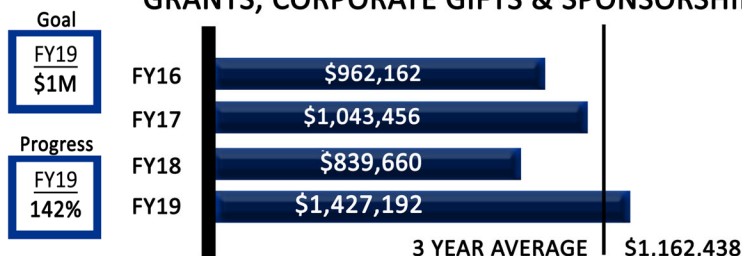 GRANTS, CORPORATE GIFTS & SPONSORSHI
Goal
FY19
$1M
Progress
FY19
142%
FY16 $962,162
FY17 $1,043,456
FY18 $839,660
FY19 $1,427,192
3 YEAR AVERAGE $1,162,438